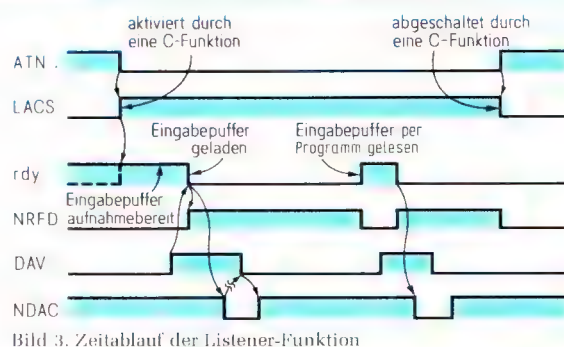 aktiviert durch
eine C-Funktion
abgeschaltet durch
eine C-Funktion
ATN .
LACS
Eingabepuffer
geladen
Eingabepuffer per
Programm gelesen
rdy
Eingabepuffer
aufnahmebereit
NRFD
DAV
NDAC
Bild 3. Zeitablauf der Listener-Funktion